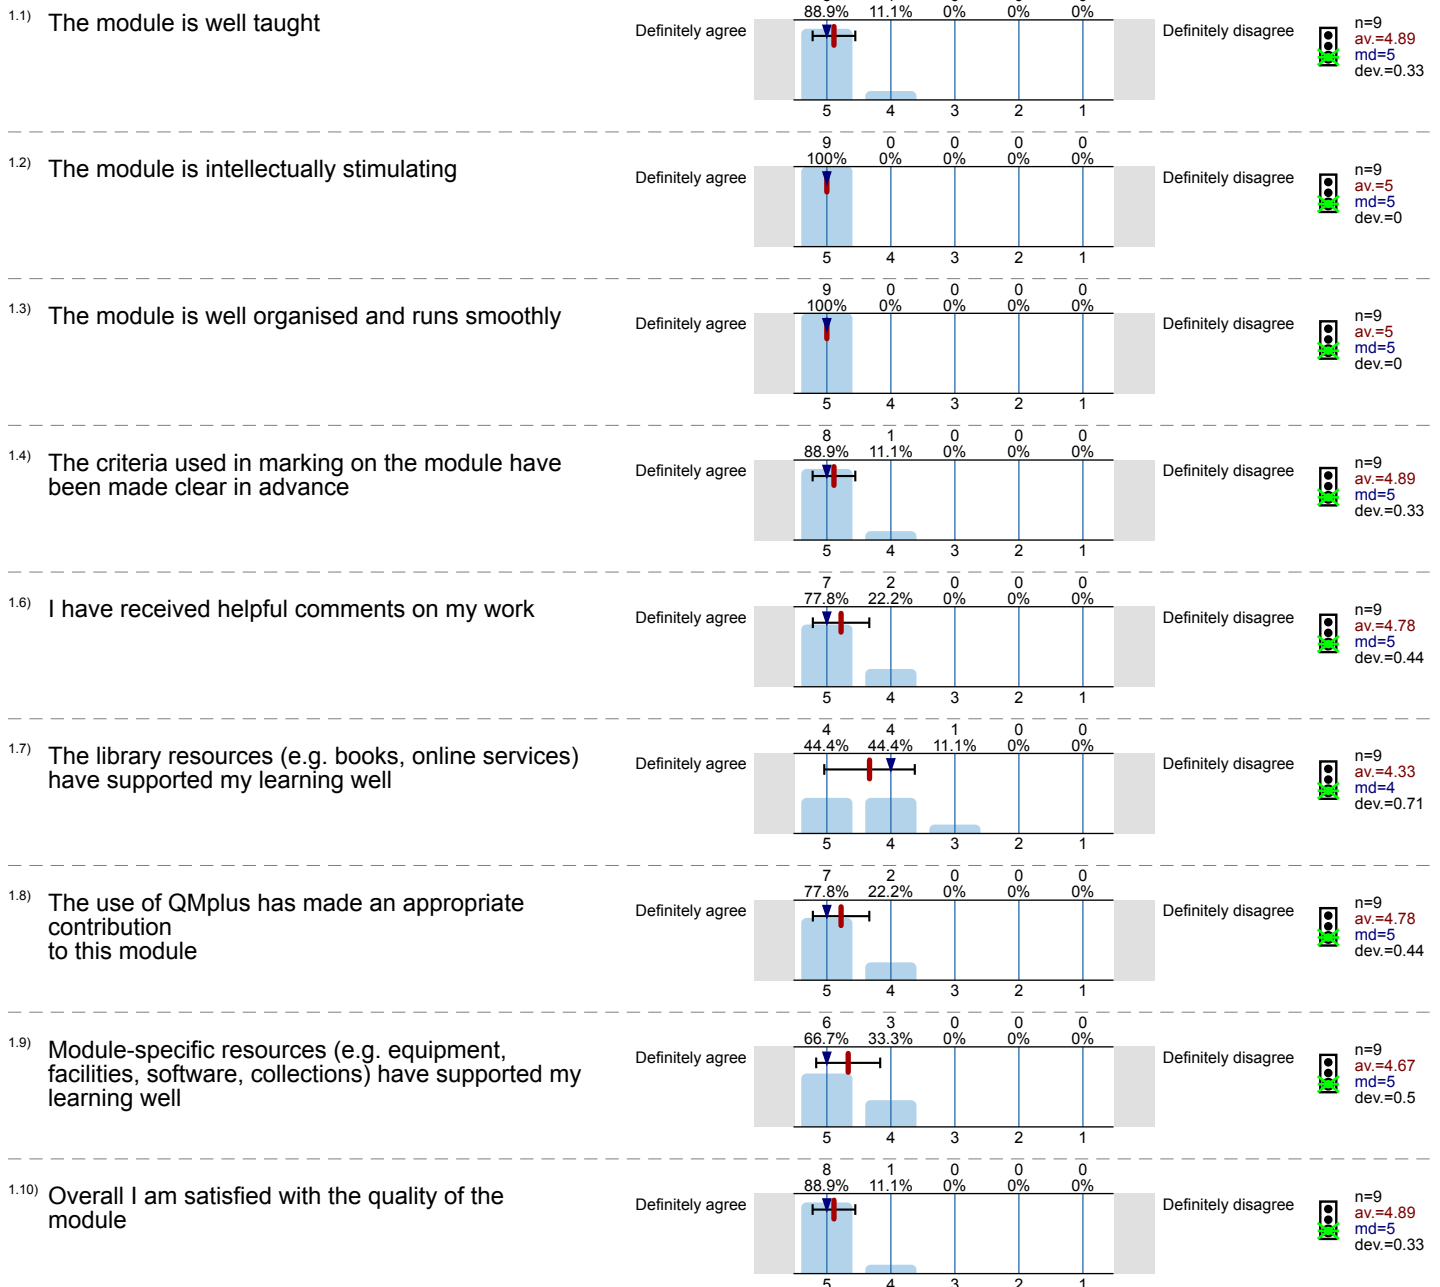 1.1) The module is well taught
88.9% 11.1% 0% 0% 0%
Definitely agree
Definitely disagree
n=9
av.=4.89
md=5
dev.=0.33
5 4 3 2 1
9 0 0 0 0
1.2) The module is intellectually stimulating
100% 0% 0% 0% 0%
Definitely agree
Definitely disagree
n=9
av.=5
md=5
dev.=0
5 4 3 2 1
9 0 0 0 0
1.3) The module is well organised and runs smoothly
100% 0% 0% 0% 0%
Definitely agree
Definitely disagree
n=9
av.=5
md=5
dev.=0
5 4 3 2 1
8 1 0 0 0
1.4) The criteria used in marking on the module have
been made clear in advance
88.9% 11.1% 0% 0% 0%
Definitely agree
Definitely disagree
n=9
av.=4.89
md=5
dev.=0.33
5 4 3 2 1
7 2 0 0 0
1.6) I have received helpful comments on my work
77.8% 22.2% 0% 0% 0%
Definitely agree
Definitely disagree
n=9
av.=4.78
md=5
dev.=0.44
5 4 3 2 1
4 4 1 0 0
1.7) The library resources (e.g. books, online services)
have supported my learning well
44.4% 44.4% 11.1% 0% 0%
Definitely agree
Definitely disagree
n=9
av.=4.33
md=4
dev.=0.71
5 4 3 2 1
7 2 0 0 0
1.8) The use of QMplus has made an appropriate
contribution
to this module
77.8% 22.2% 0% 0% 0%
Definitely agree
Definitely disagree
n=9
av.=4.78
md=5
dev.=0.44
5 4 3 2 1
6 3 0 0 0
1.9) Module-specific resources (e.g. equipment,
facilities, software, collections) have supported my
learning well
66.7% 33.3% 0% 0% 0%
Definitely agree
Definitely disagree
n=9
av.=4.67
md=5
dev.=0.5
5 4 3 2 1
8 1 0 0 0
1.10) Overall I am satisfied with the quality of the
module
88.9% 11.1% 0% 0% 0%
Definitely agree
Definitely disagree
n=9
av.=4.89
md=5
dev.=0.33
5 4 3 2 1